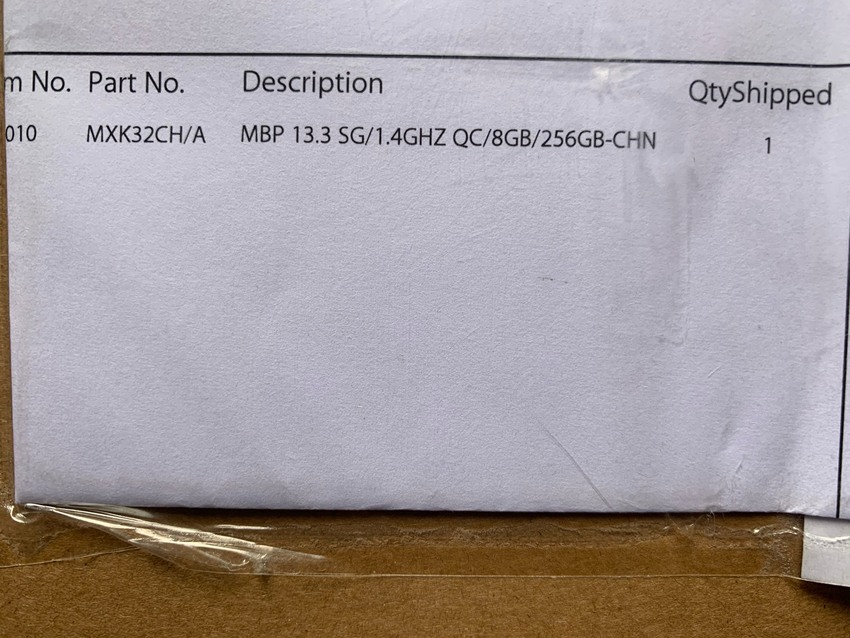 m No. Part No. Description QtyShipped
010 MXK32CH/A MBP 13.3 SG/1.4GHZ QC/8GB/256GB-CHN 1